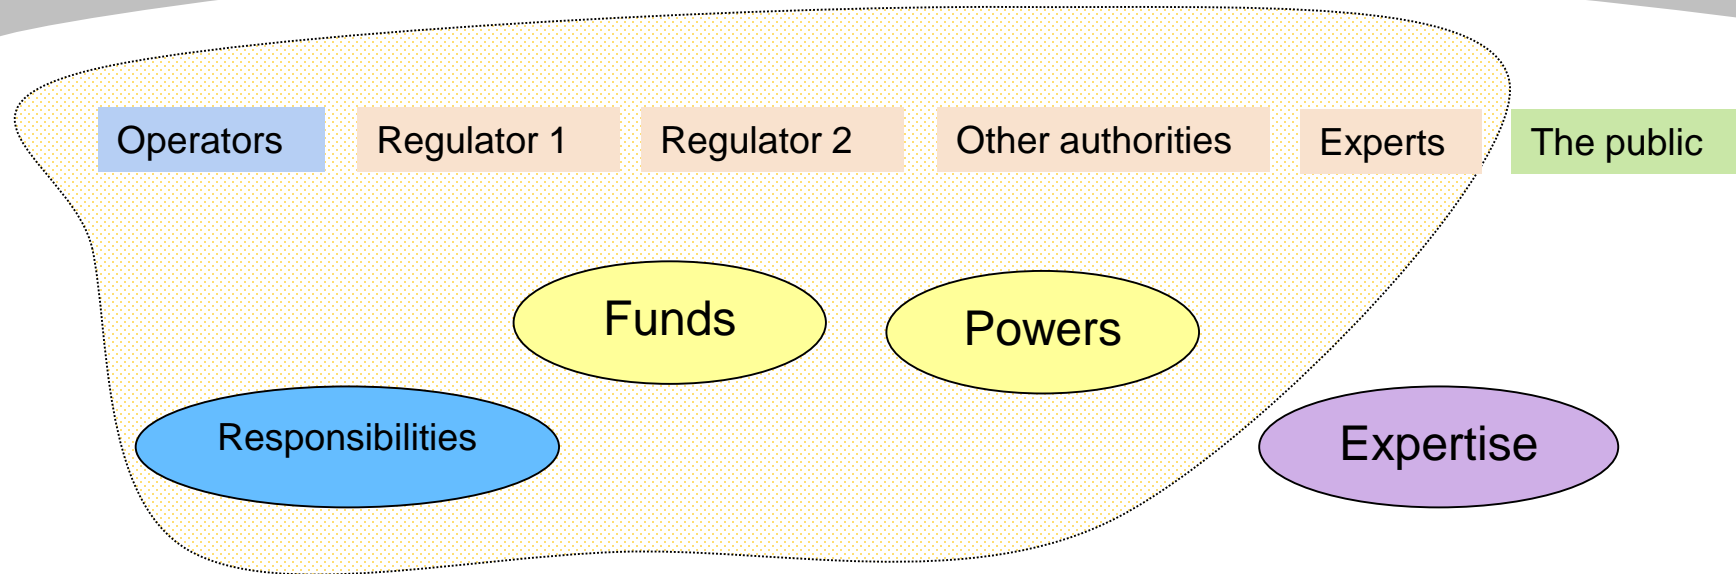 Operators
Regulator 1
Regulator 2
Other authorities
Experts
The public
Funds
Powers
Responsibilities
Expertise